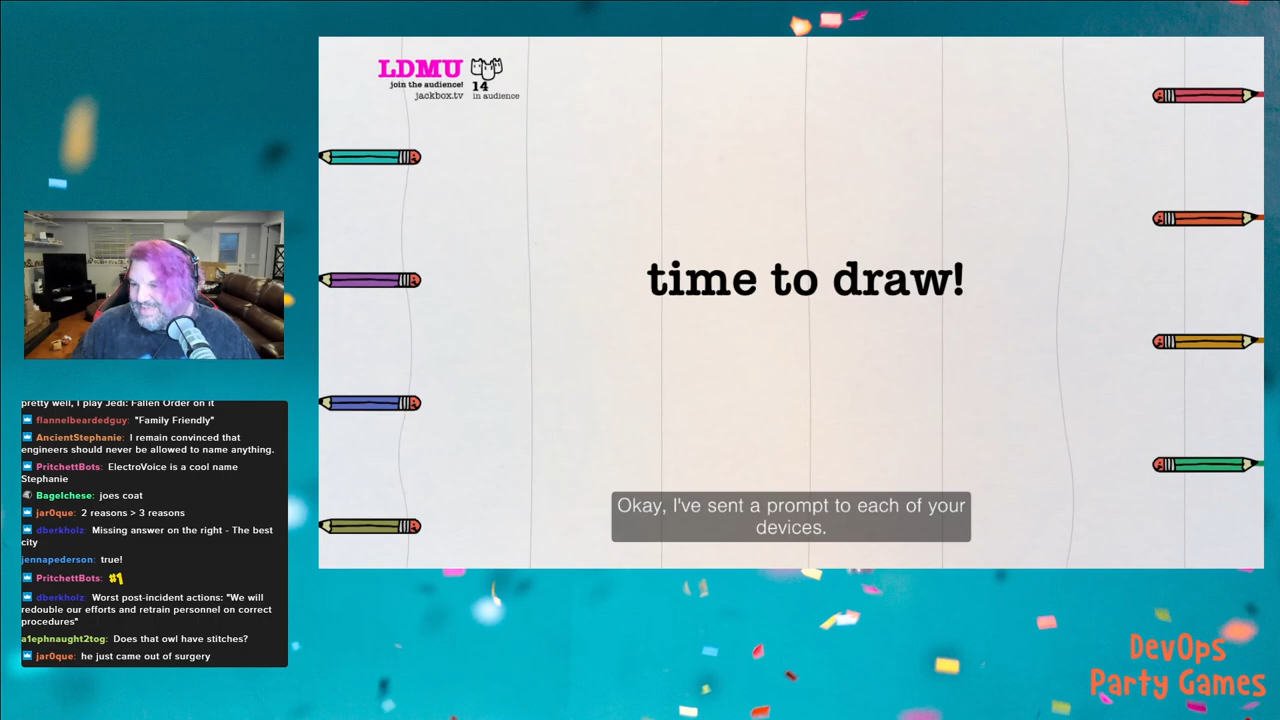 LDMU
join the audience!
jackbox.tv
14
in audience
time to draw!
Okay, I've sent a prompt to each of your
devices.
pretty well, I play Jedi: Fallen Order on it
flannelbeardedguy: "Family Friendly"
AncientStephanie: I remain convinced that
engineers should never be allowed to name anything.
PritchettBots: ElectroVoice is a cool name
Stephanie
Bagelchese: joes coat
jar0que: 2 reasons > 3 reasons
dberkholz: Missing answer on the right - The best
city
jennapederson: true!
PritchettBots: #1
dberkholz: Worst post-incident actions: "We will
redouble our efforts and retrain personnel on correct
procedures"
a1ephnaught2tog: Does that owl have stitches?
jar0que: he just came out of surgery
DevOps
Party Games